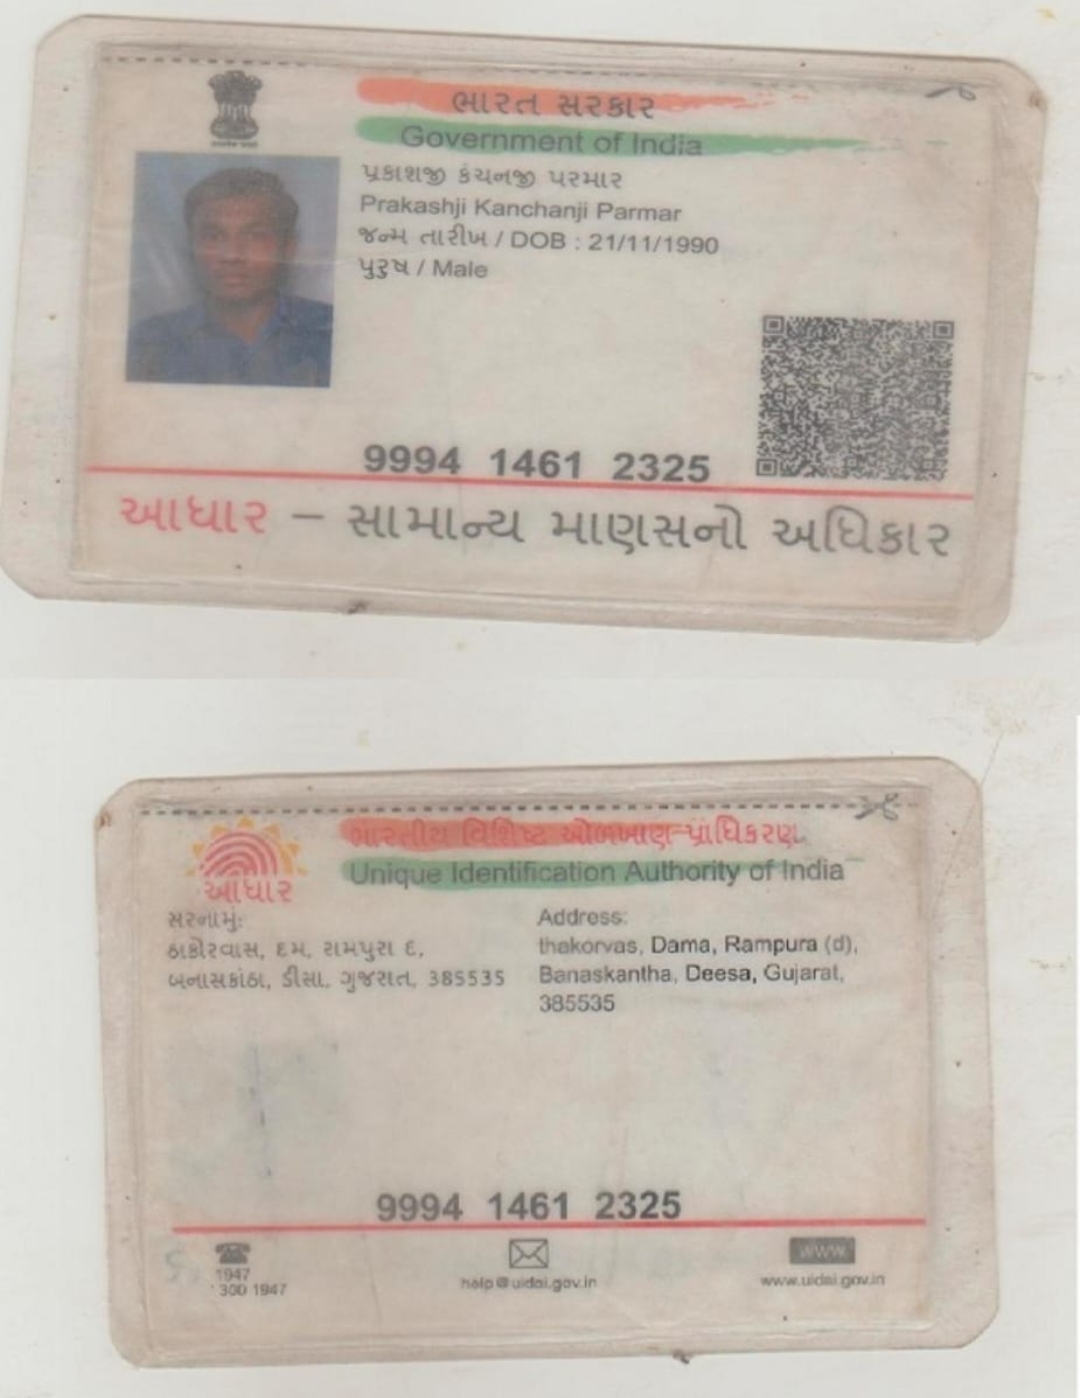 ભારત સરકાર
Government of India
પ્રકાશજી કંચનજી પરમાર
Prakashji Kanchanji Parmar
જન્મ તારીખ / DOB : 21/11/1990
પુરુષ / Male
9994 1461 2325
આધાર – સામાન્ય માણસનો અધિકાર
ભારતીય વિશિષ્ટ ઓળખાણ પ્રાધિકરણ
Unique Identification Authority of India
આધાર
સરનામું:
ઠાકોરવાસ, દમ, રામપુરા દ,
બનાસકાંઠા, ડીસા, ગુજરાત, 385535
Address:
thakorvas, Dama, Rampura (d),
Banaskantha, Deesa, Gujarat,
385535
9994 1461 2325
1947
300 1947
help@uidai.gov.in
www
www.uidai.gov.in